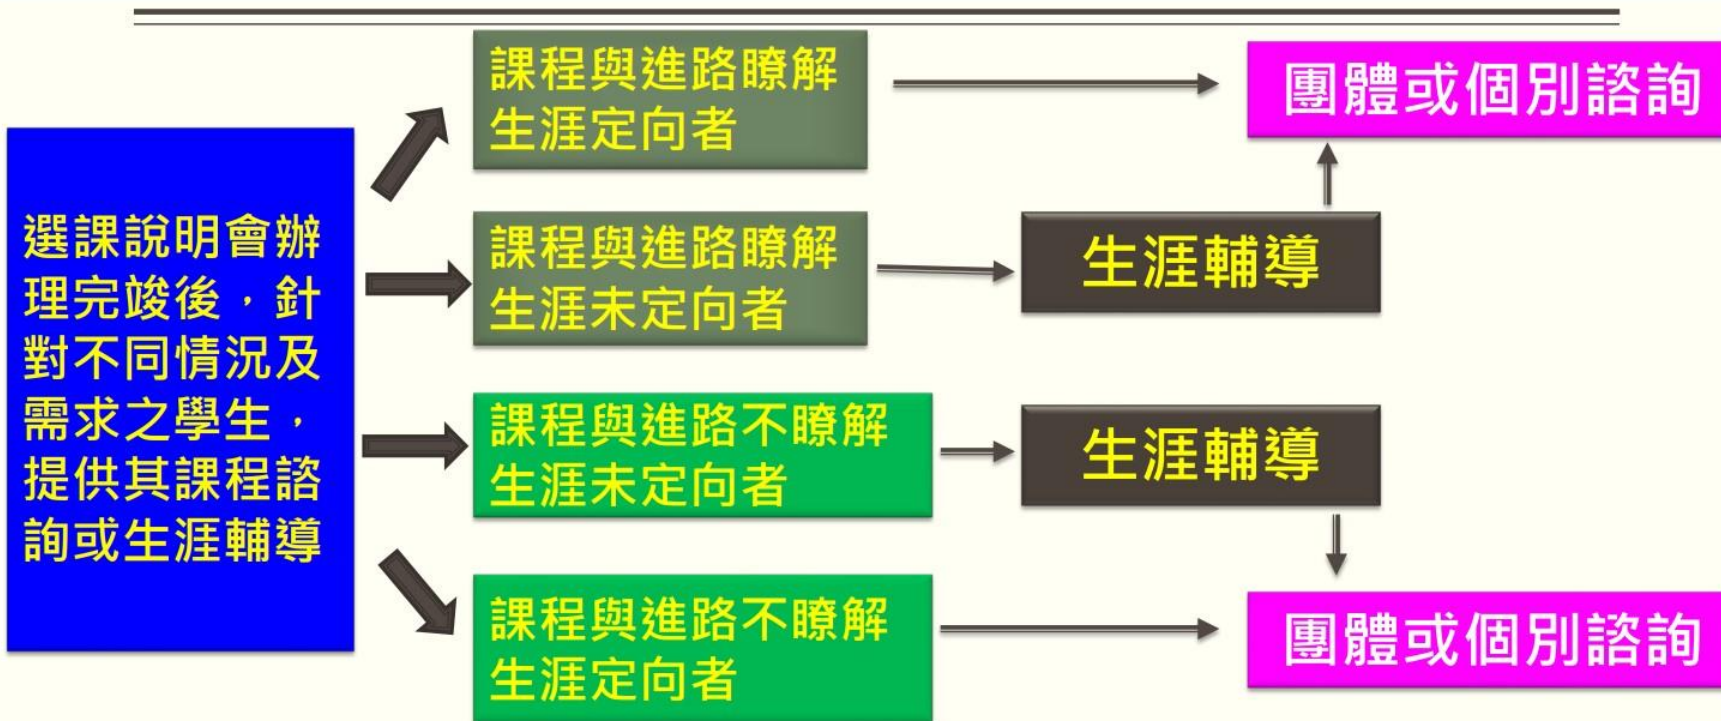 選課說明會辦
理完竣後，針
對不同情況及
需求之學生，
提供其課程諮
詢或生涯輔導
課程與進路瞭解
生涯定向者
團體或個別諮詢
課程與進路瞭解
生涯未定向者
生涯輔導
課程與進路不瞭解
生涯未定向者
生涯輔導
課程與進路不瞭解
生涯定向者
團體或個別諮詢